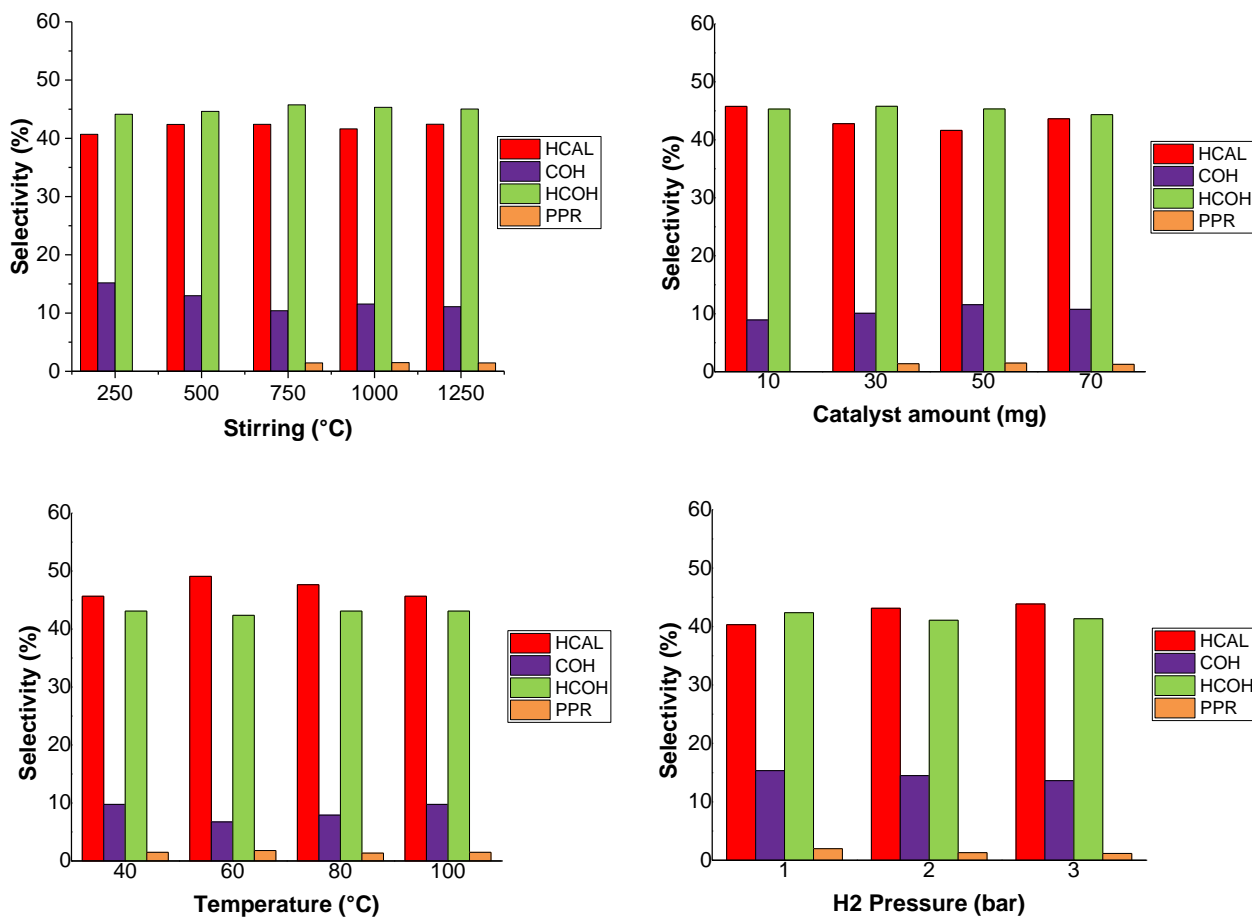 60
50
40
30
20
10
0
Selectivity (%)
250 500 750 1000 1250
Stirring (°C)
HCAL
COH
HCOH
PPR
60
50
40
30
20
10
0
Selectivity (%)
10 30 50 70
Catalyst amount (mg)
HCAL
COH
HCOH
PPR
60
50
40
30
20
10
0
Selectivity (%)
40 60 80 100
Temperature (°C)
HCAL
COH
HCOH
PPR
60
50
40
30
20
10
0
Selectivity (%)
1 2 3
H2 Pressure (bar)
HCAL
COH
HCOH
PPR